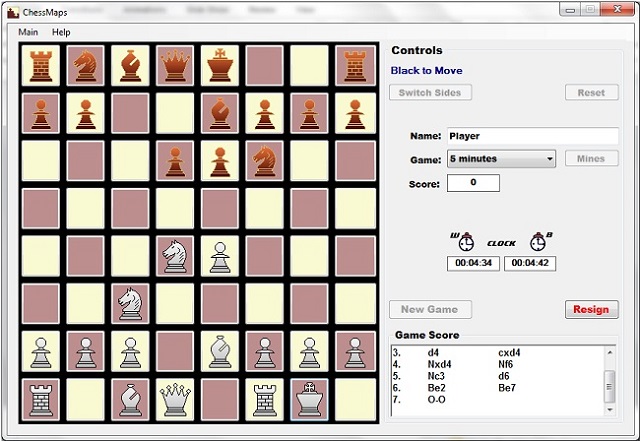 ChessMaps
Main Help
Controls
Black to Move
Switch Sides Reset
Name: Player
Game: 5 minutes Mines
Score: 0
W CLOCK B
00:04:34 00:04:42
New Game Resign
Game Score
3. d4 cxd4
4. Nxd4 Nf6
5. Nc3 d6
6. Be2 Be7
7. O-O